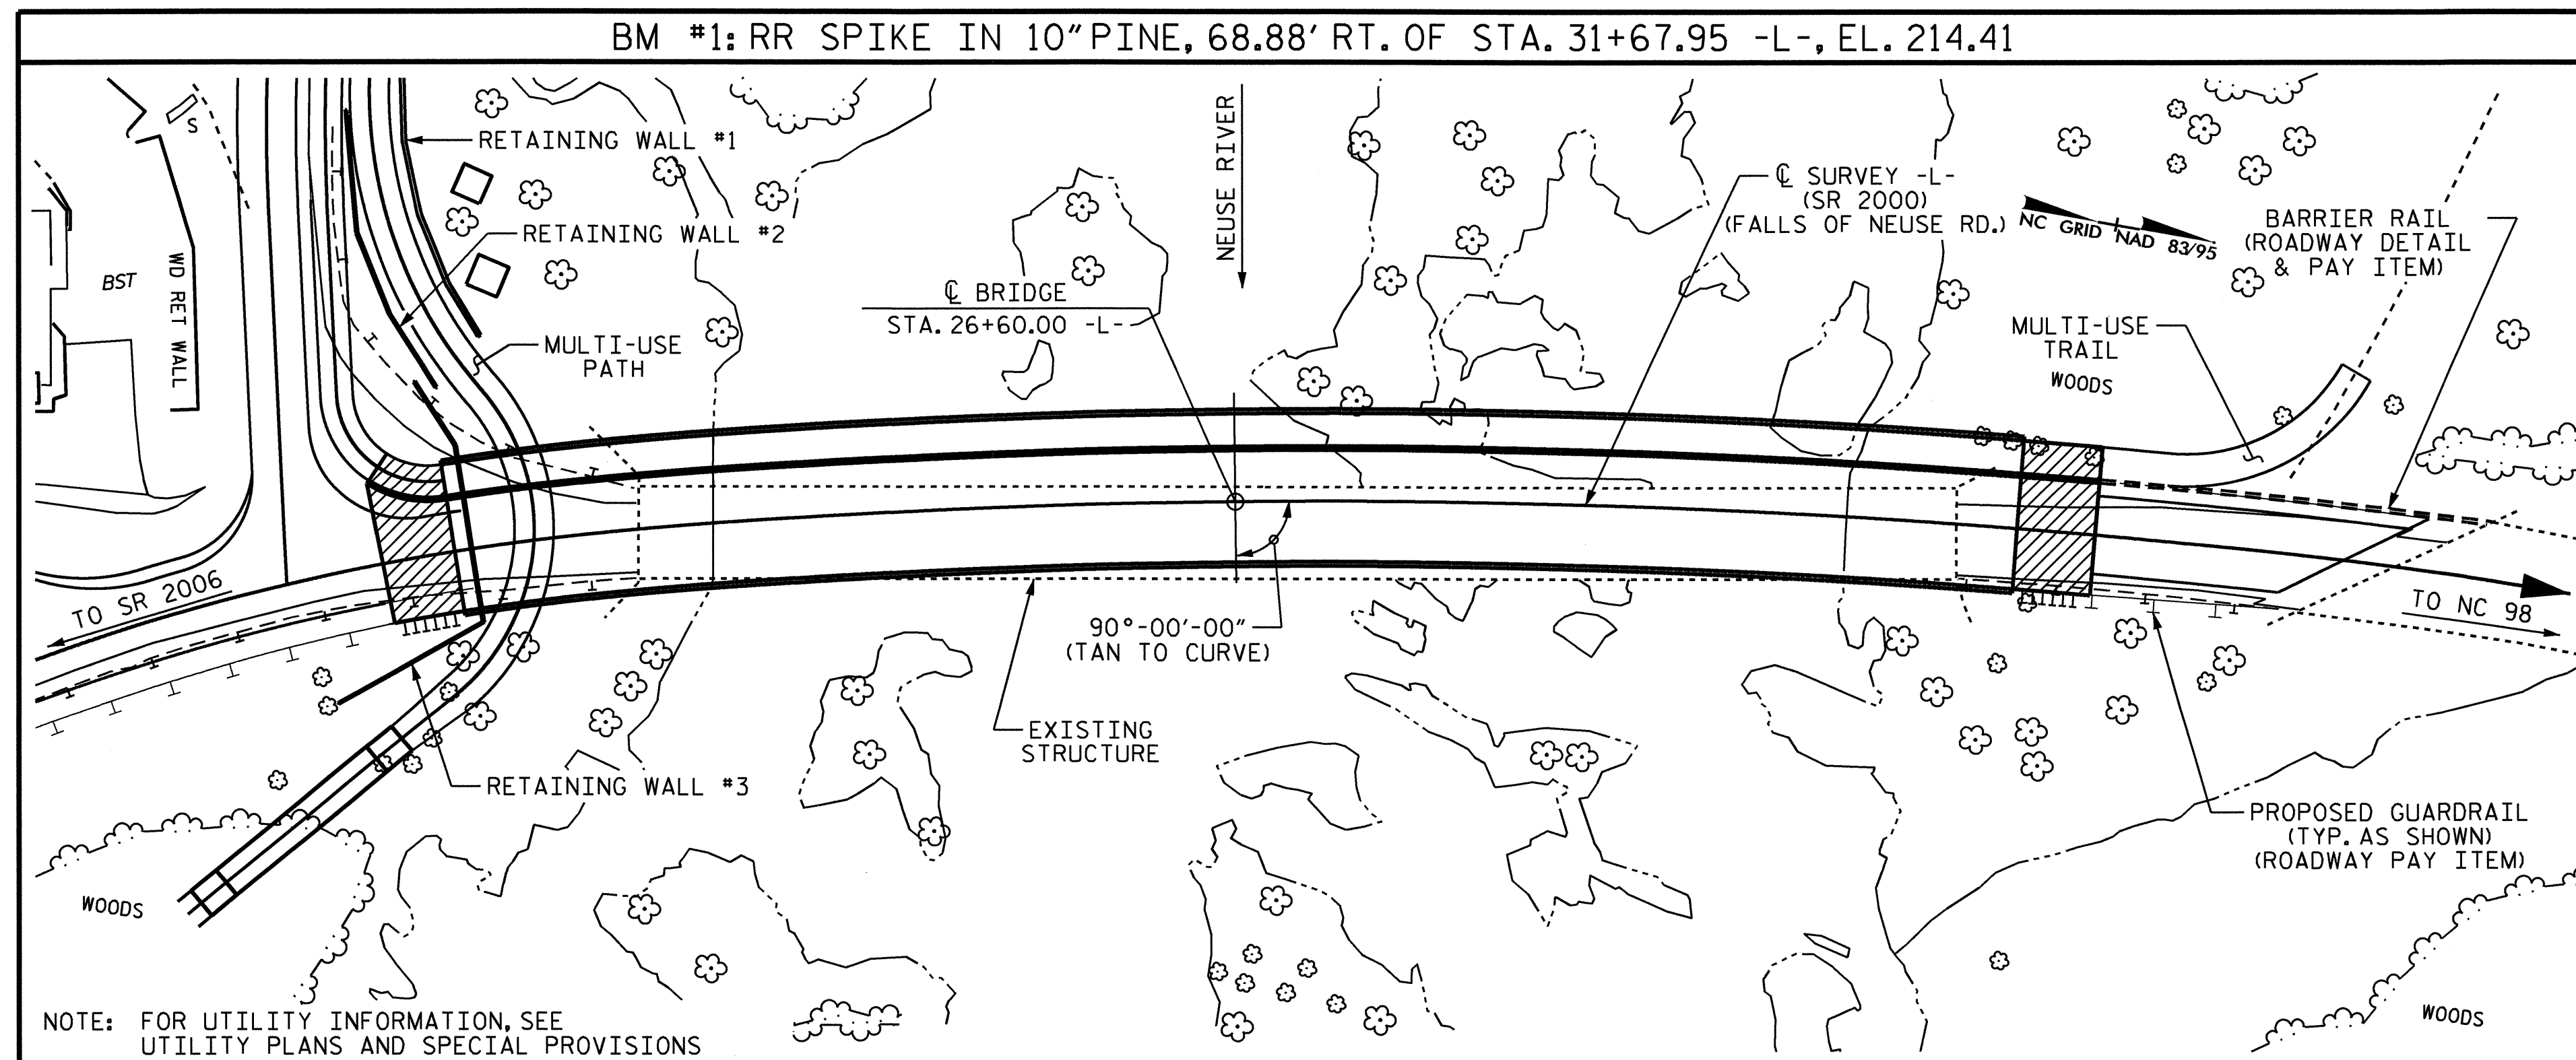 BM #1: RR SPIKE IN 10" PINE, 68.88' RT. OF STA. 31+67.95 -L-, EL. 214.41
S
RETAINING WALL #1
RETAINING WALL #2
BST
WD RET WALL
MULTI-USE
PATH
NEUSE RIVER
℄ BRIDGE
STA. 26+60.00 -L-
℄ SURVEY -L-
(SR 2000)
(FALLS OF NEUSE RD.)
NC GRID NAD 83/95
BARRIER RAIL
(ROADWAY DETAIL
& PAY ITEM)
MULTI-USE
TRAIL
WOODS
TO SR 2006
90°-00'-00"
(TAN TO CURVE)
TO NC 98
EXISTING
STRUCTURE
RETAINING WALL #3
PROPOSED GUARDRAIL
(TYP. AS SHOWN)
(ROADWAY PAY ITEM)
WOODS
WOODS
NOTE: FOR UTILITY INFORMATION, SEE
UTILITY PLANS AND SPECIAL PROVISIONS